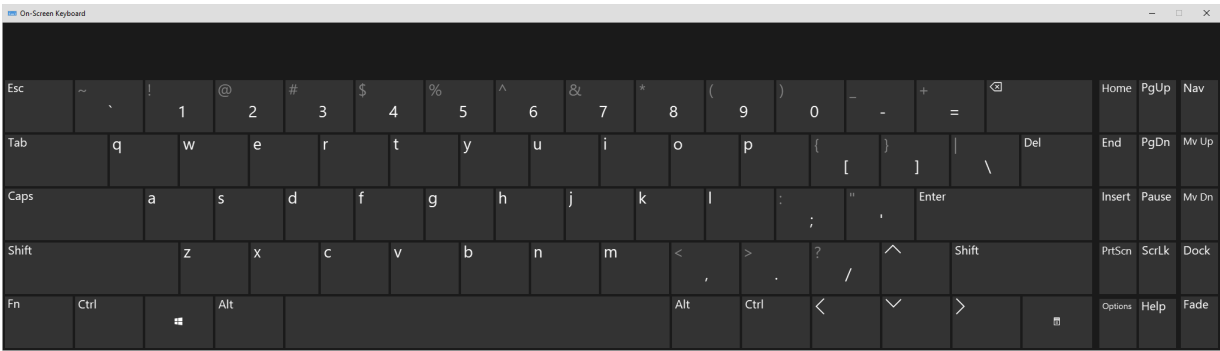 On-Screen Keyboard
Esc ~ ` ! 1 @ 2 # 3 $ 4 % 5 ^ 6 & 7 * 8 ( 9 ) 0 _ - + = Home PgUp Nav
Tab q w e r t y u i o p { [ } ] | \ Del End PgDn Mv Up
Caps a s d f g h j k l : ; " ' Enter Insert Pause Mv Dn
Shift z x c v b n m < , > . ? / Shift PrtScn ScrLk Dock
Fn Ctrl Alt Alt Ctrl Options Help Fade